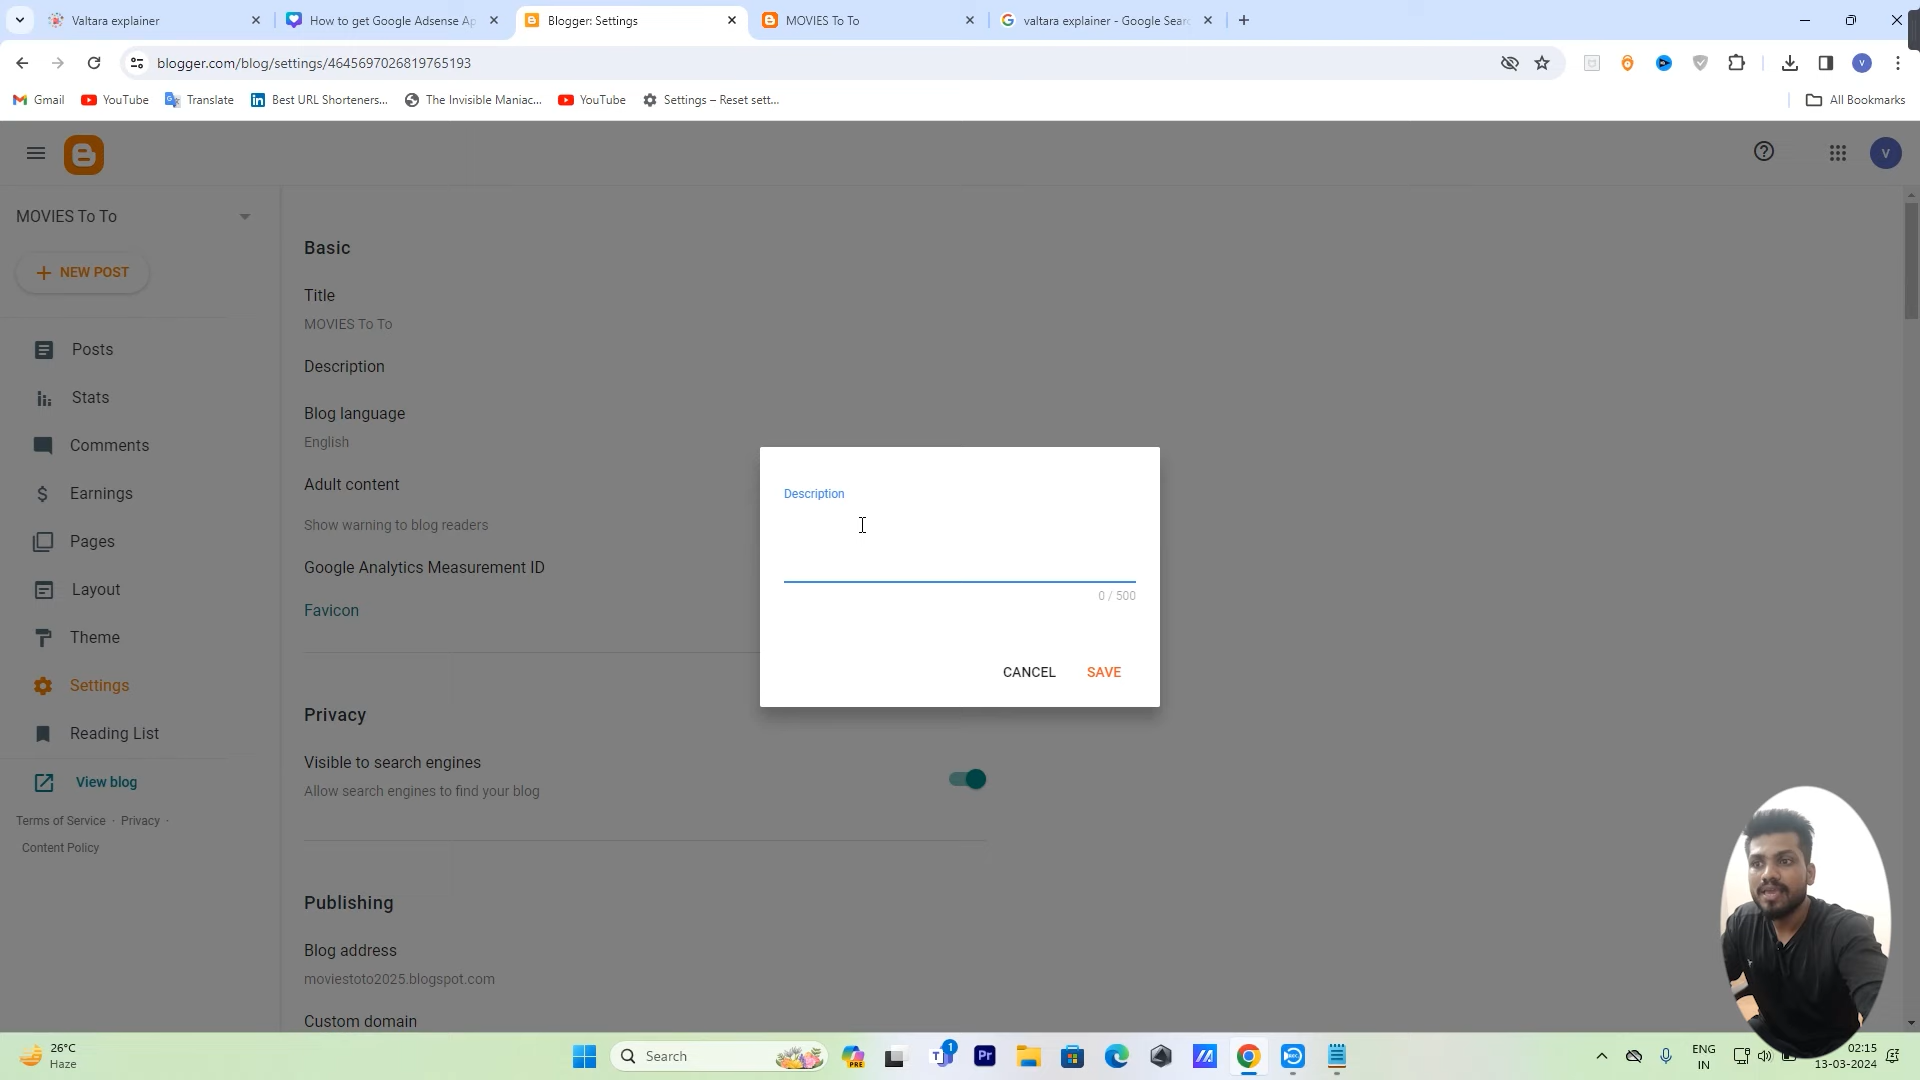 Valtara explainer
How to get Google Adsense Ap
Blogger: Settings
MOVIES To To
valtara explainer - Google Sear
blogger.com/blog/settings/4645697026819765193
V
Gmail
YouTube
Translate
Best URL Shorteners...
The Invisible Maniac...
YouTube
Settings – Reset sett...
All Bookmarks
V
MOVIES To To
NEW POST
Posts
Stats
Comments
Earnings
Pages
Layout
Theme
Settings
Reading List
View blog
Terms of Service · Privacy ·
Content Policy
Basic
Title
MOVIES To To
Description
Blog language
English
Adult content
Show warning to blog readers
Google Analytics Measurement ID
Favicon
Privacy
Visible to search engines
Allow search engines to find your blog
Publishing
Blog address
moviestoto2025.blogspot.com
Custom domain
Description
0 / 500
CANCEL
SAVE
26°C
Haze
Search
PRE
1
Pr
ENG
IN
02:15
13-03-2024